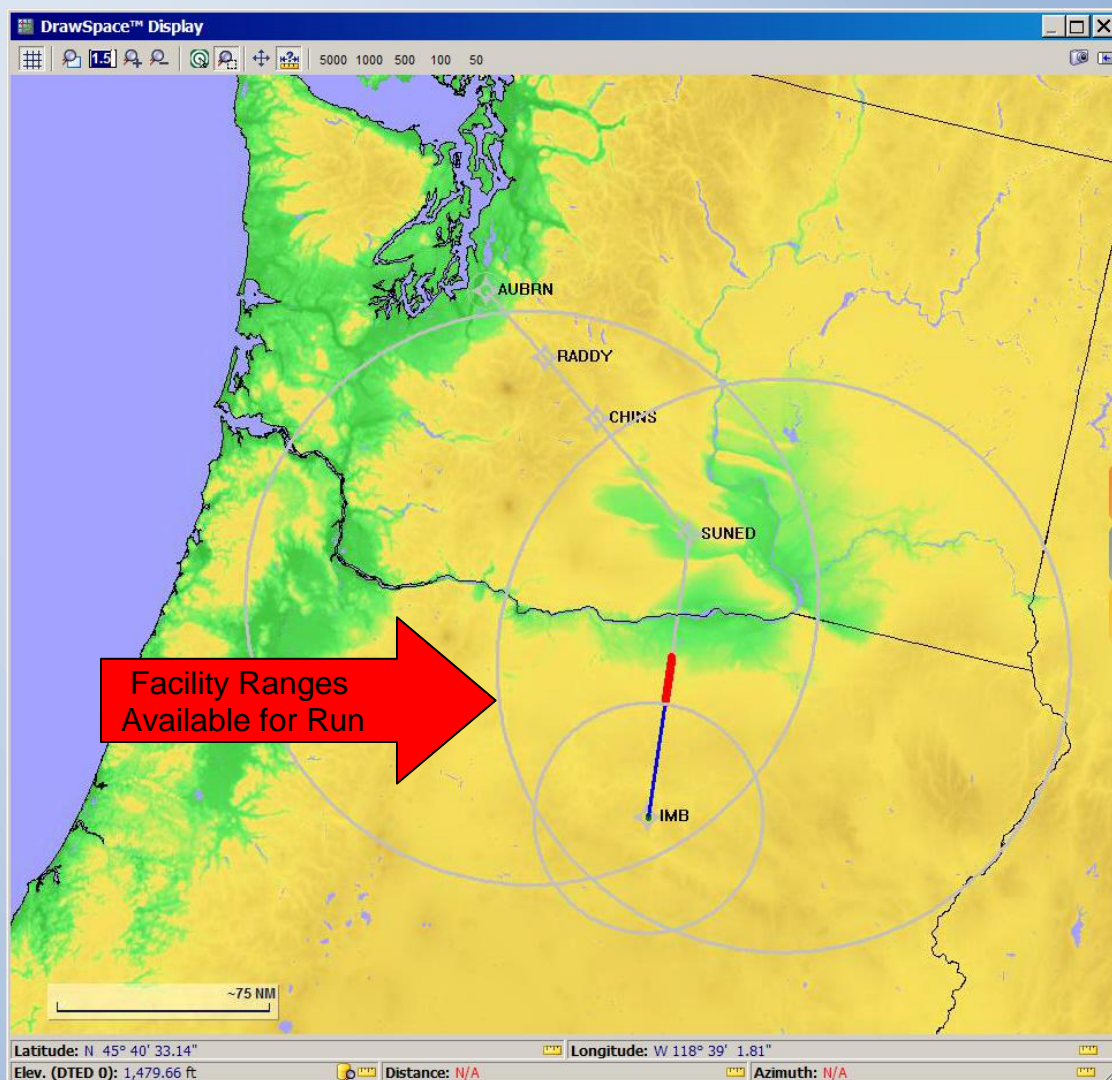 DrawSpace™ Display
1.5
5000 1000 500 100 50
AUBRN
RADDY
CHINS
SUNED
Facility Ranges
Available for Run
IMB
~75 NM
Latitude: N 45° 40' 33.14" Longitude: W 118° 39' 1.81"
Elev. (DTED 0): 1,479.66 ft Distance: N/A Azimuth: N/A